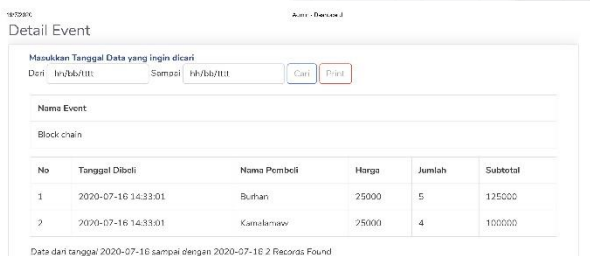 Detail Event
Masukkan Tanggal Data yang ingin dicari
Dari hh/bb/tttt Sampai hh/bb/tttt Cari Print
Nama Event
Block chain
No Tanggal Dibeli Nama Pembeli Harga Jumlah Subtotal
1 2020-07-16 14:33:01 Burhan 25000 5 125000
2 2020-07-16 14:33:01 Kamalamaw 25000 4 100000
Data dari tanggal 2020-07-16 sampai dengan 2020-07-16 2 Records Found